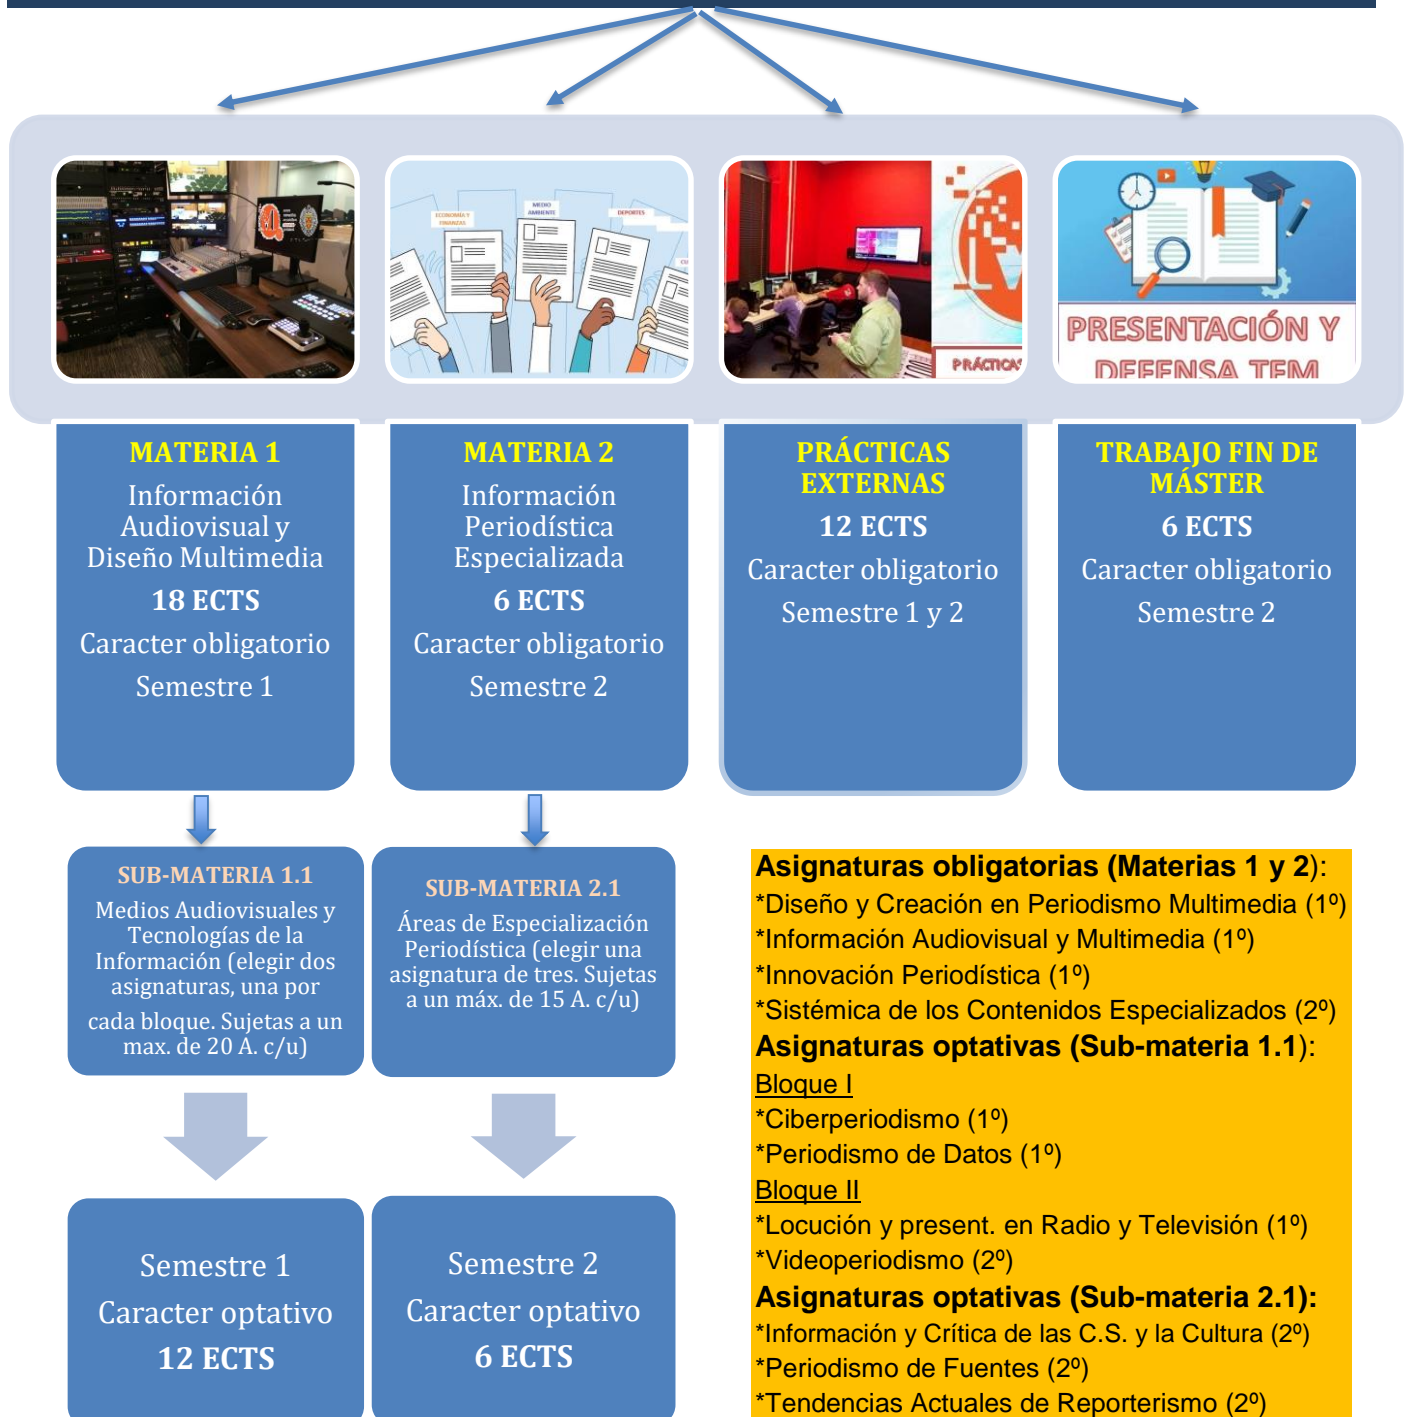 ECONOMÍA Y
FINANZAS
MEDIO
AMBIENTE
DEPORTES
PRÁCTICAS
PRESENTACIÓN Y
DEFENSA TFM
MATERIA 1
Información
Audiovisual y
Diseño Multimedia
18 ECTS
Caracter obligatorio
Semestre 1
MATERIA 2
Información
Periodística
Especializada
6 ECTS
Caracter obligatorio
Semestre 2
PRÁCTICAS
EXTERNAS
12 ECTS
Caracter obligatorio
Semestre 1 y 2
TRABAJO FIN DE
MÁSTER
6 ECTS
Caracter obligatorio
Semestre 2
SUB-MATERIA 1.1
Medios Audiovisuales y
Tecnologías de la
Información (elegir dos
asignaturas, una por
cada bloque. Sujetas a un
max. de 20 A. c/u)
SUB-MATERIA 2.1
Áreas de Especialización
Periodística (elegir una
asignatura de tres. Sujetas
a un máx. de 15 A. c/u)
Semestre 1
Caracter optativo
12 ECTS
Semestre 2
Caracter optativo
6 ECTS
Asignaturas obligatorias (Materias 1 y 2):
*Diseño y Creación en Periodismo Multimedia (1º)
*Información Audiovisual y Multimedia (1º)
*Innovación Periodística (1º)
*Sistémica de los Contenidos Especializados (2º)
Asignaturas optativas (Sub-materia 1.1):
Bloque I
*Ciberperiodismo (1º)
*Periodismo de Datos (1º)
Bloque II
*Locución y present. en Radio y Televisión (1º)
*Videoperiodismo (2º)
Asignaturas optativas (Sub-materia 2.1):
*Información y Crítica de las C.S. y la Cultura (2º)
*Periodismo de Fuentes (2º)
*Tendencias Actuales de Reporterismo (2º)